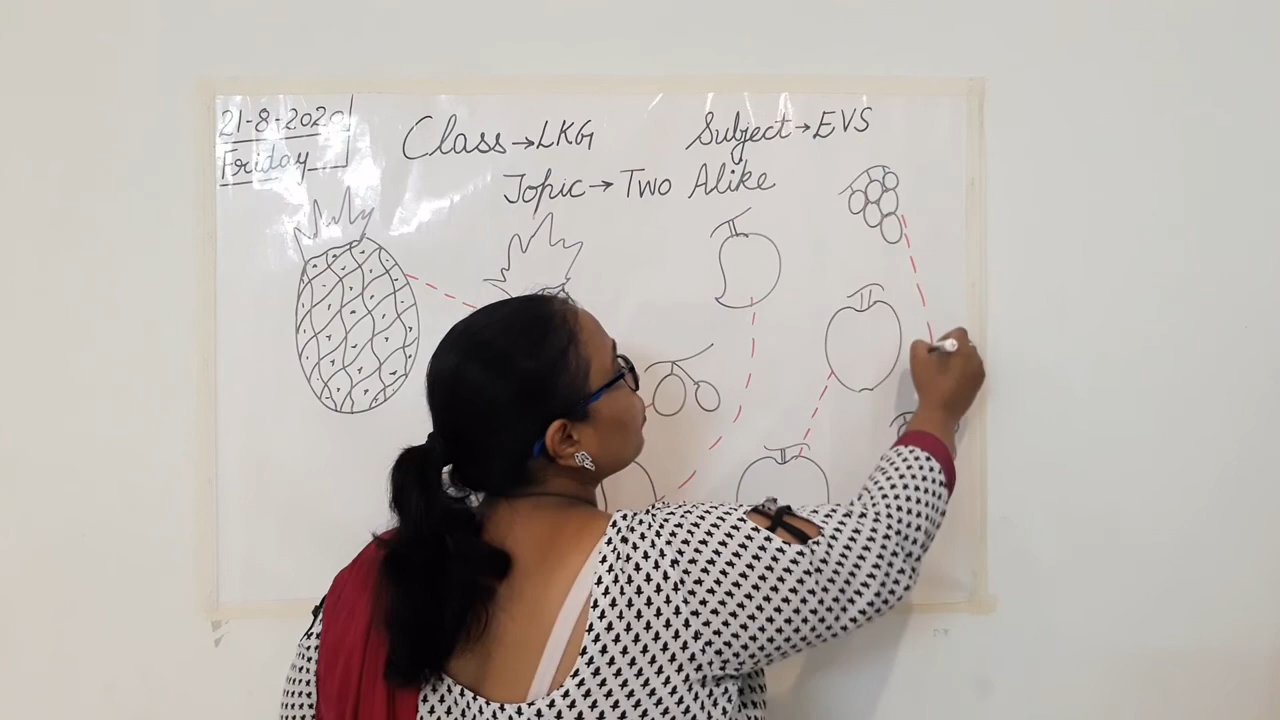 21-8-2020
Friday
Class→LKG
Subject→EVS
Topic→Two Alike